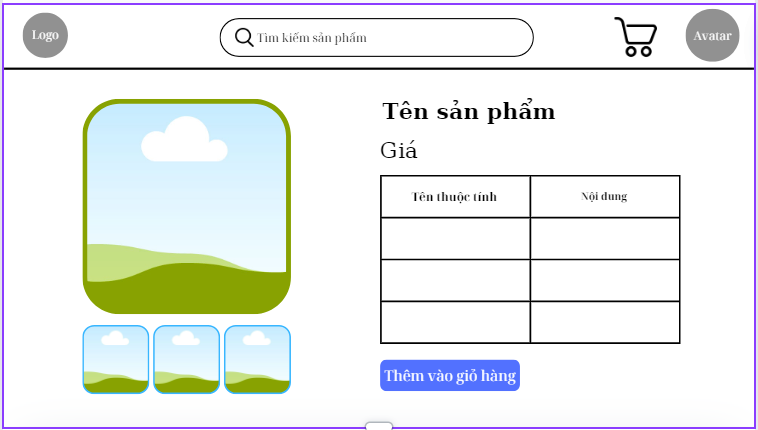 Logo
Tìm kiếm sản phẩm
Avatar
Tên sản phẩm
Giá
Tên thuộc tính
Nội dung
Thêm vào giỏ hàng